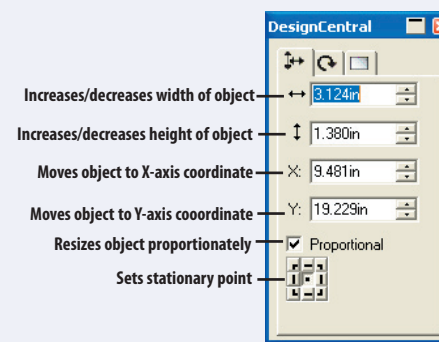 DesignCentral
Increases/decreases width of object
3.124in
Increases/decreases height of object
1.380in
Moves object to X-axis coordinate
X: 9.481in
Moves object to Y-axis cooordinate
Y: 19.229in
Resizes object proportionately
Proportional
Sets stationary point